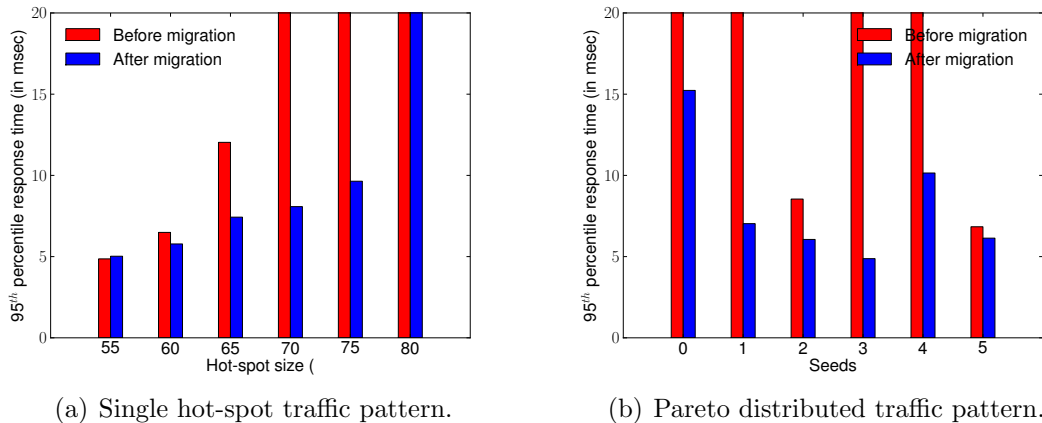 20
15
10
5
0
95th percentile response time (in msec)
Before migration
After migration
55 60 65 70 75 80
Hot-spot size (
(a) Single hot-spot traffic pattern.
20
15
10
5
0
95th percentile response time (in msec)
Before migration
After migration
0 1 2 3 4 5
Seeds
(b) Pareto distributed traffic pattern.